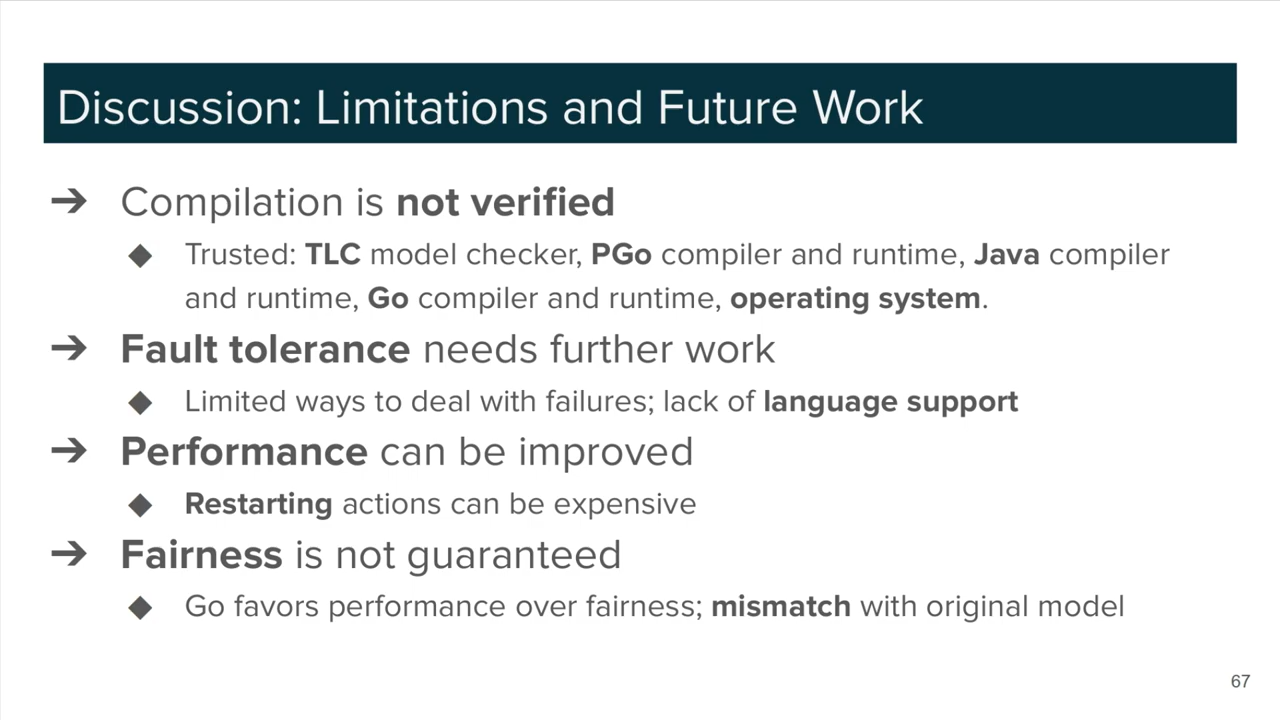 Discussion: Limitations and Future Work
➔ Compilation is not verified
◆ Trusted: TLC model checker, PGo compiler and runtime, Java compiler
and runtime, Go compiler and runtime, operating system.
➔ Fault tolerance needs further work
◆ Limited ways to deal with failures; lack of language support
➔ Performance can be improved
◆ Restarting actions can be expensive
➔ Fairness is not guaranteed
◆ Go favors performance over fairness; mismatch with original model
67